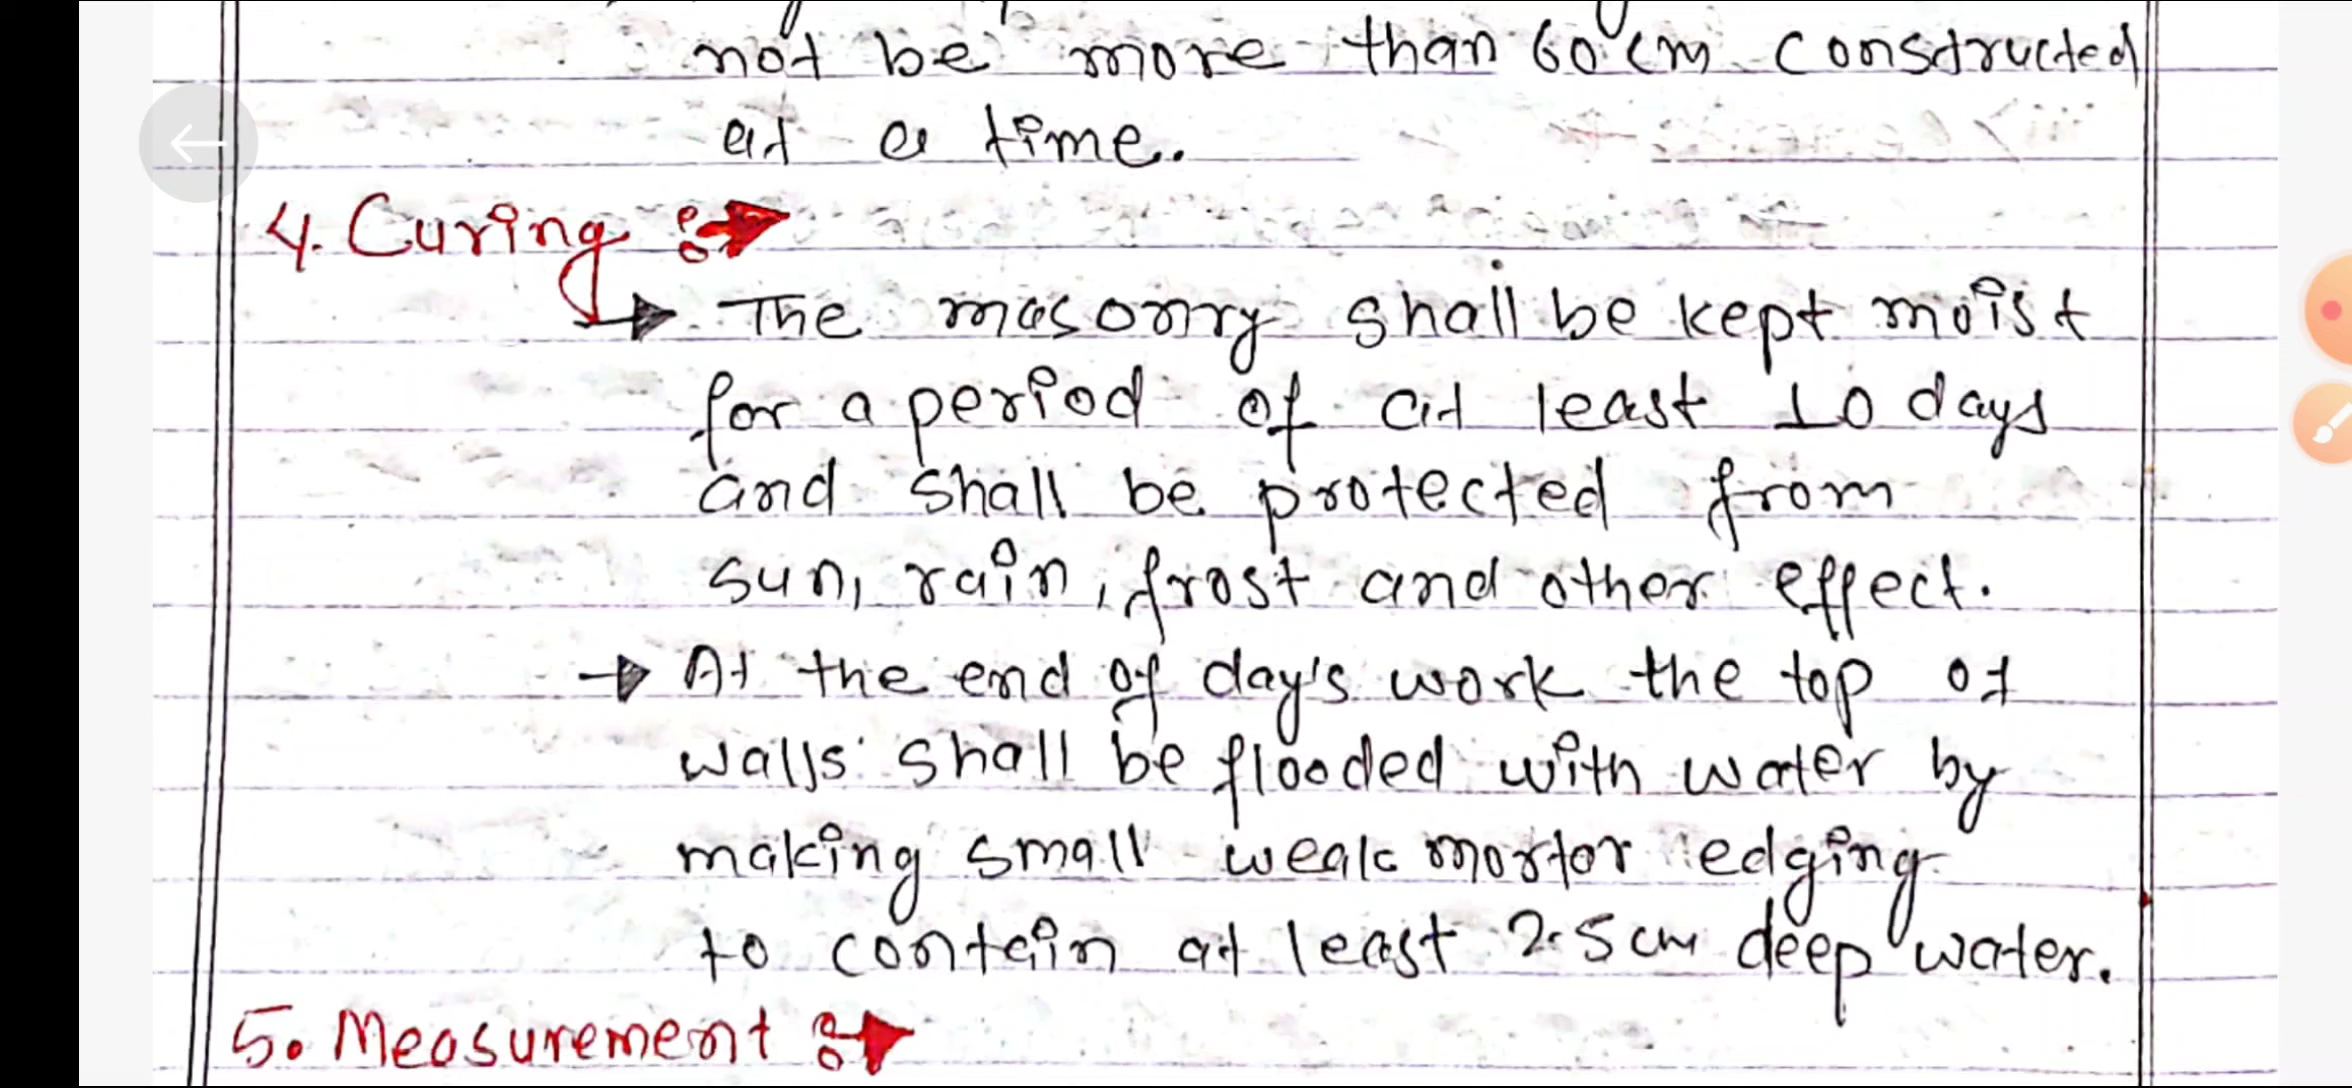 not be more than 60 cm constructed
at a time.
4. Curing :→
→ The masonry shall be kept moist
for a period of at least 10 days
and shall be protected from
sun, rain, frost and other effect.
→ At the end of day's work the top of
walls shall be flooded with water by
making small weak mortor edging
to contain at least 2.5 cm deep water.
5. Measurement :→